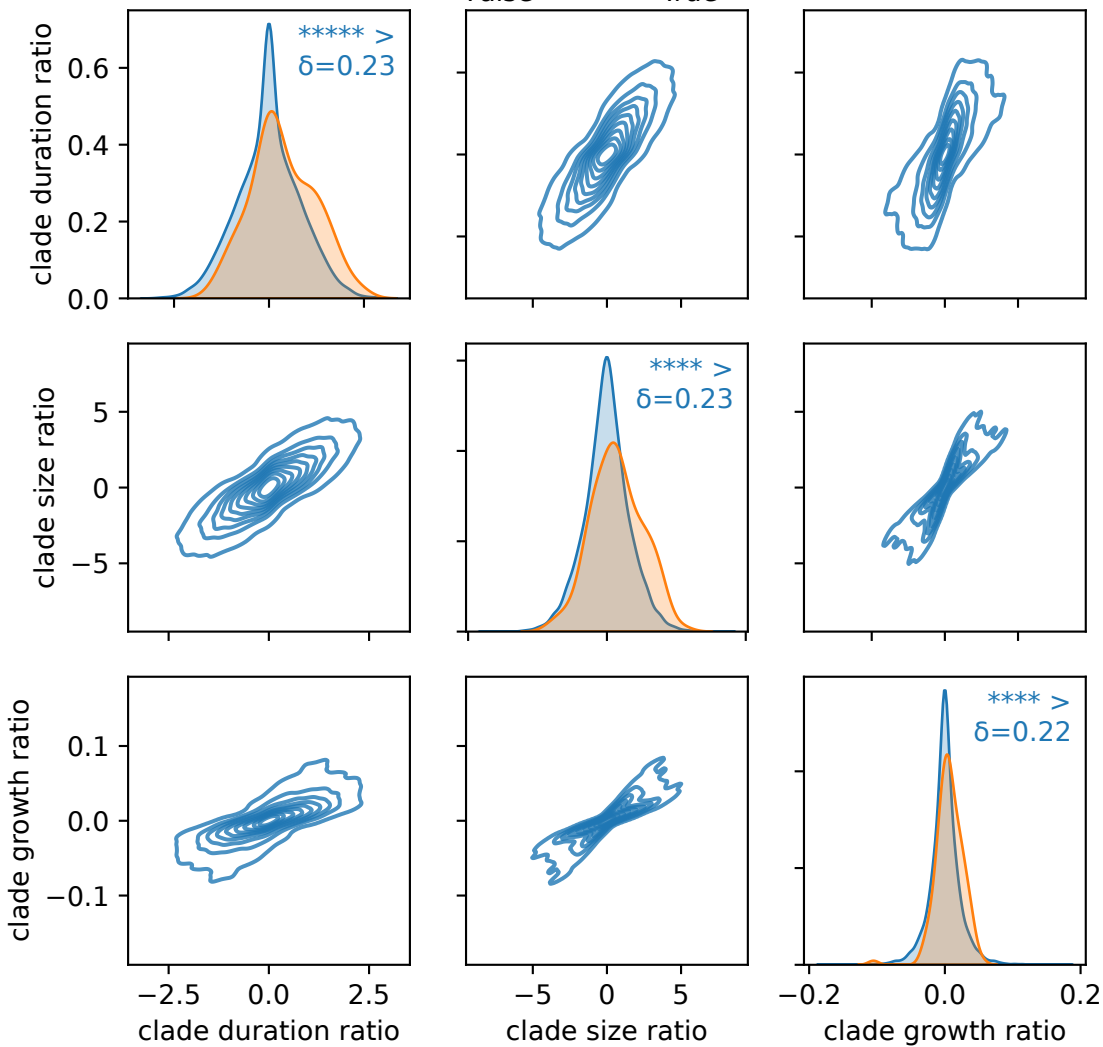 ***** >
δ=0.23
clade duration ratio
0.6
0.4
0.2
0.0
−5
5
**** >
δ=0.23
clade size ratio
5
0
−5
**** >
δ=0.22
clade growth ratio
0.1
0.0
−0.1
−2.5
0.0
2.5
−5
0
5
−0.2
0.0
0.2
clade duration ratio
clade size ratio
clade growth ratio